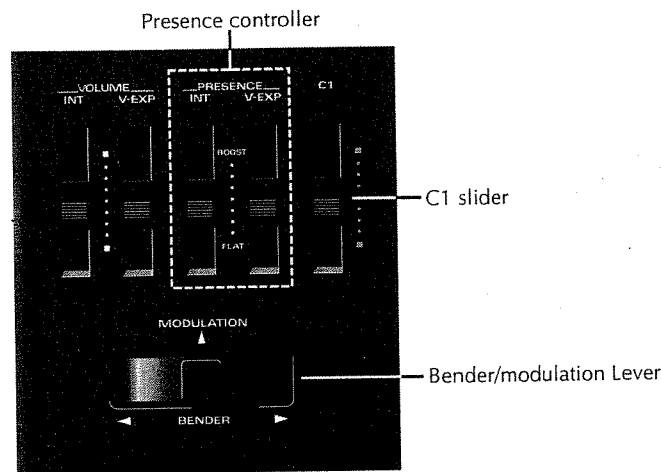 Presence controller
VOLUME PRESENCE C1
INT V-EXP INT V-EXP
BOOST
C1 slider
FLAT
MODULATION
Bender/modulation Lever
BENDER